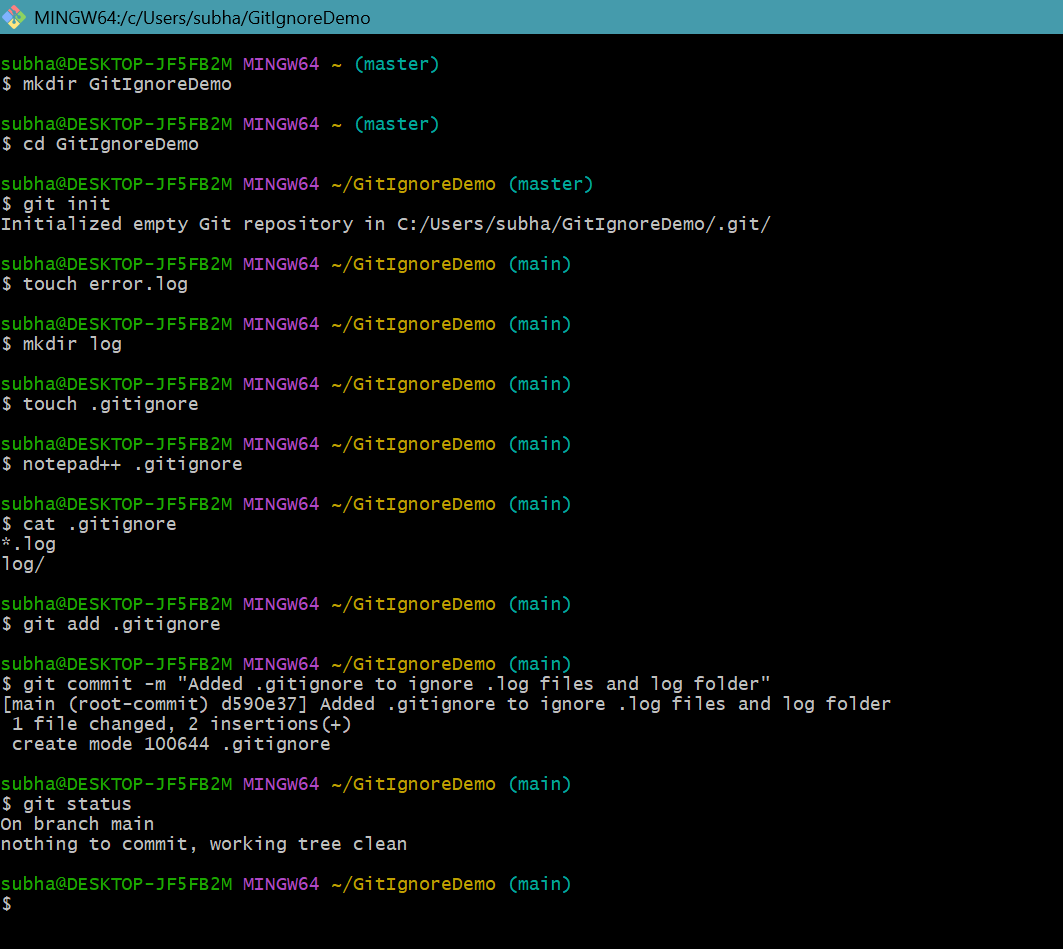 MINGW64:/c/Users/subha/GitIgnoreDemo
subha@DESKTOP-JF5FB2M MINGW64 ~ (master)
$ mkdir GitIgnoreDemo
subha@DESKTOP-JF5FB2M MINGW64 ~ (master)
$ cd GitIgnoreDemo
subha@DESKTOP-JF5FB2M MINGW64 ~/GitIgnoreDemo (master)
$ git init
Initialized empty Git repository in C:/Users/subha/GitIgnoreDemo/.git/
subha@DESKTOP-JF5FB2M MINGW64 ~/GitIgnoreDemo (main)
$ touch error.log
subha@DESKTOP-JF5FB2M MINGW64 ~/GitIgnoreDemo (main)
$ mkdir log
subha@DESKTOP-JF5FB2M MINGW64 ~/GitIgnoreDemo (main)
$ touch .gitignore
subha@DESKTOP-JF5FB2M MINGW64 ~/GitIgnoreDemo (main)
$ notepad++ .gitignore
subha@DESKTOP-JF5FB2M MINGW64 ~/GitIgnoreDemo (main)
$ cat .gitignore
*.log
log/
subha@DESKTOP-JF5FB2M MINGW64 ~/GitIgnoreDemo (main)
$ git add .gitignore
subha@DESKTOP-JF5FB2M MINGW64 ~/GitIgnoreDemo (main)
$ git commit -m "Added .gitignore to ignore .log files and log folder"
[main (root-commit) d590e37] Added .gitignore to ignore .log files and log folder
 1 file changed, 2 insertions(+)
 create mode 100644 .gitignore
subha@DESKTOP-JF5FB2M MINGW64 ~/GitIgnoreDemo (main)
$ git status
On branch main
nothing to commit, working tree clean
subha@DESKTOP-JF5FB2M MINGW64 ~/GitIgnoreDemo (main)
$